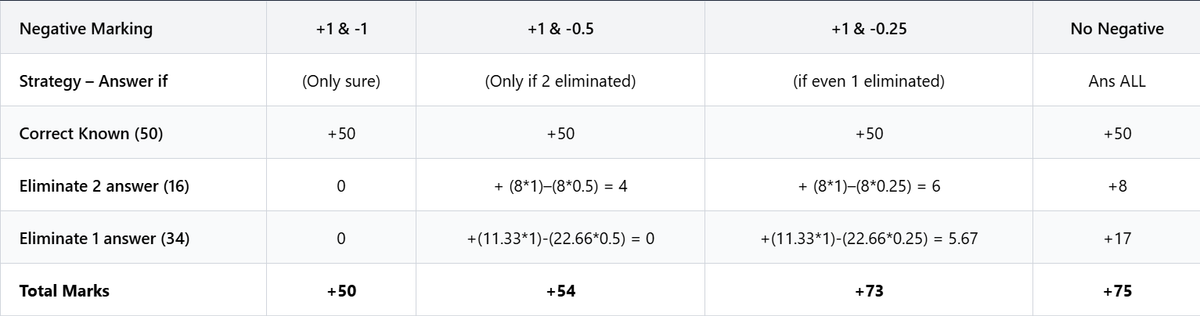 Negative Marking +1 & -1 +1 & -0.5 +1 & -0.25 No Negative
Strategy – Answer if (Only sure) (Only if 2 eliminated) (if even 1 eliminated) Ans ALL
Correct Known (50) +50 +50 +50 +50
Eliminate 2 answer (16) 0 + (8*1)–(8*0.5) = 4 + (8*1)–(8*0.25) = 6 +8
Eliminate 1 answer (34) 0 +(11.33*1)-(22.66*0.5) = 0 +(11.33*1)-(22.66*0.25) = 5.67 +17
Total Marks +50 +54 +73 +75